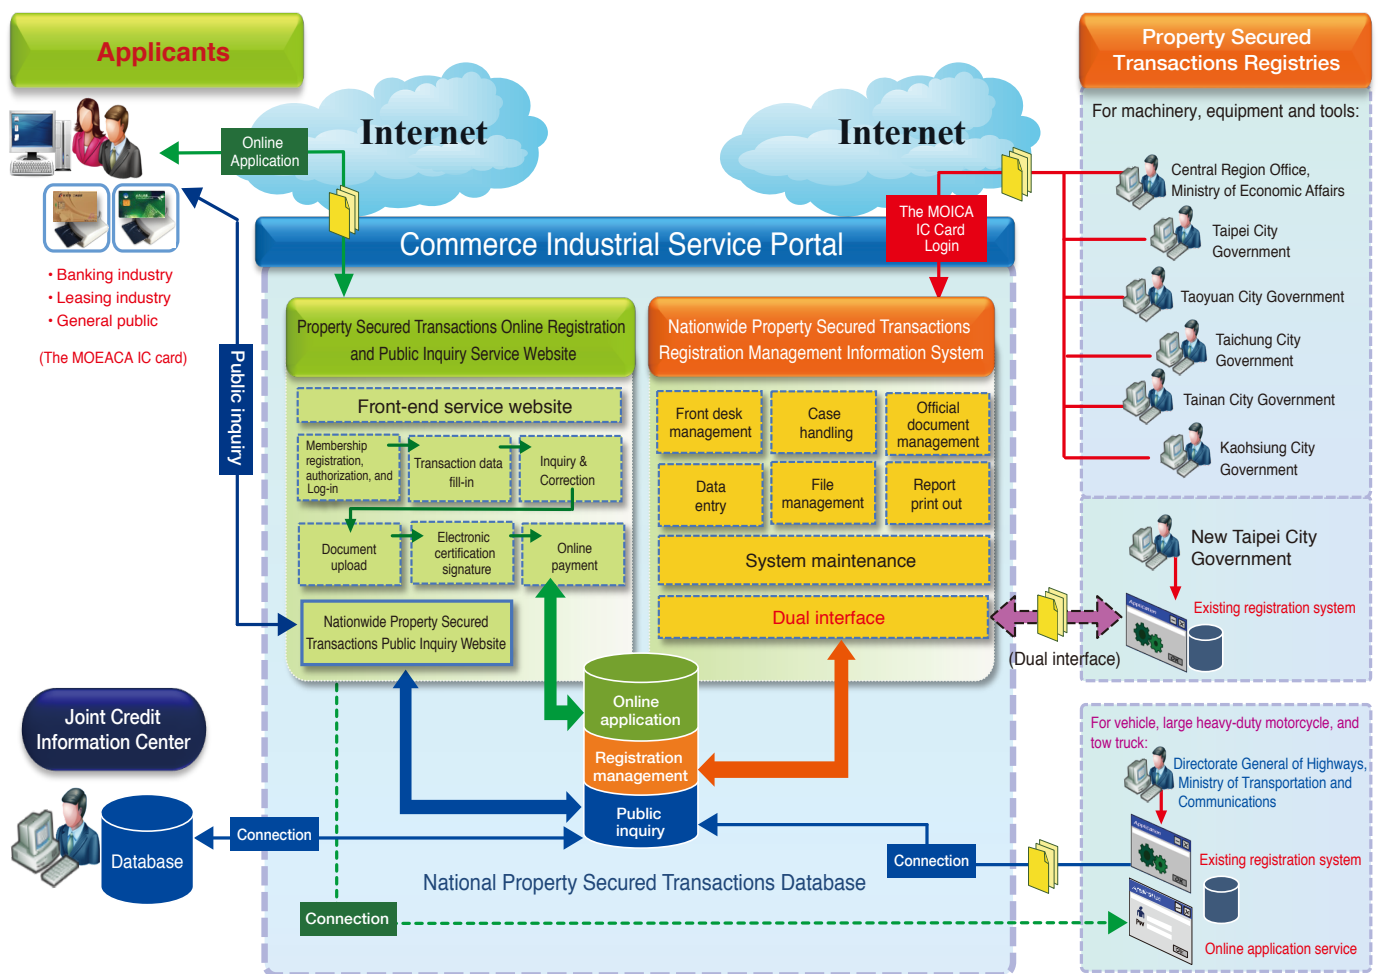 Applicants
Internet
Internet
Property Secured
Transactions Registries
For machinery, equipment and tools:
Online
Application
Central Region Office,
Ministry of Economic Affairs
The MOICA
IC Card
Login
Taipei City
Government
Commerce Industrial Service Portal
• Banking industry
• Leasing industry
• General public
(The MOEACA IC card)
Taoyuan City Government
Taichung City
Government
Tainan City Government
Kaohsiung City
Government
Public inquiry
Property Secured Transactions Online Registration
and Public Inquiry Service Website
Nationwide Property Secured Transactions
Registration Management Information System
Front-end service website
Membership
registration,
authorization, and
Log-in
Transaction data
fill-in
Inquiry &
Correction
Document
upload
Electronic
certification
signature
Online
payment
Nationwide Property Secured
Transactions Public Inquiry Website
Front desk
management
Case
handling
Official
document
management
Data
entry
File
management
Report
print out
System maintenance
Dual interface
New Taipei City
Government
Application
Existing registration system
(Dual interface)
Online
application
Registration
management
Public
inquiry
Joint Credit
Information Center
Database
Connection
Connection
National Property Secured Transactions Database
Connection
For vehicle, large heavy-duty motorcycle, and
tow truck:
Directorate General of Highways,
Ministry of Transportation and
Communications
Application
Existing registration system
Online application service